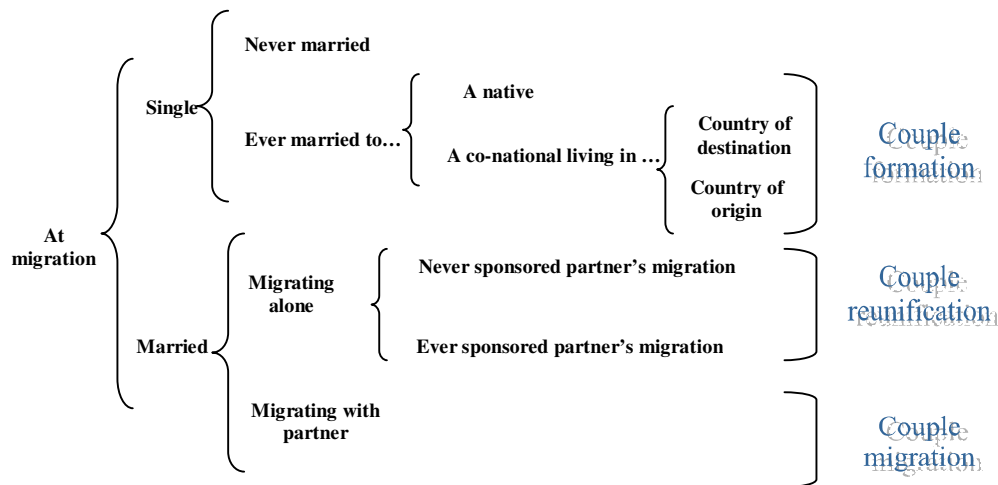 Never married
Single
Ever married to…
A native
A co-national living in …
Country of
destination
Country of
origin
Couple
formation
At
migration
Married
Migrating
alone
Never sponsored partner’s migration
Ever sponsored partner’s migration
Couple
reunification
Migrating with
partner
Couple
migration